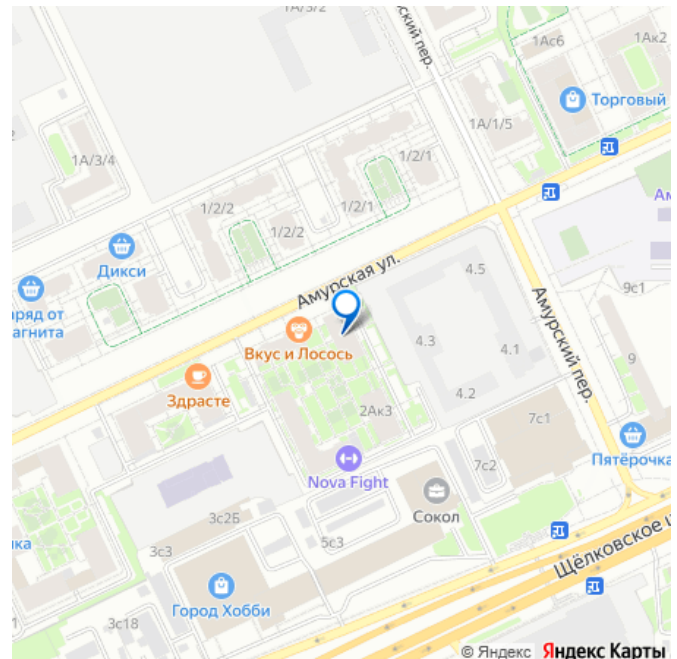 1А/3/2
Амурский пер.
1Ас6
1Ак2
Торговый
1А/1/5
1А/3/4
1/2/1
1/2/2
1/2/1
1/2/2
Дикси
Амурская ул.
4.5
9с1
Амурский пер.
агнита
Вкус и Лосось
4.3
4.1
9
Здрасте
4.2
2Ак3
7с1
Пятёрочка
7с2
Nova Fight
Сокол
3с2Б
5с3
3с3
Щёлковское
Город Хобби
3с18
© Яндекс Яндекс Карты